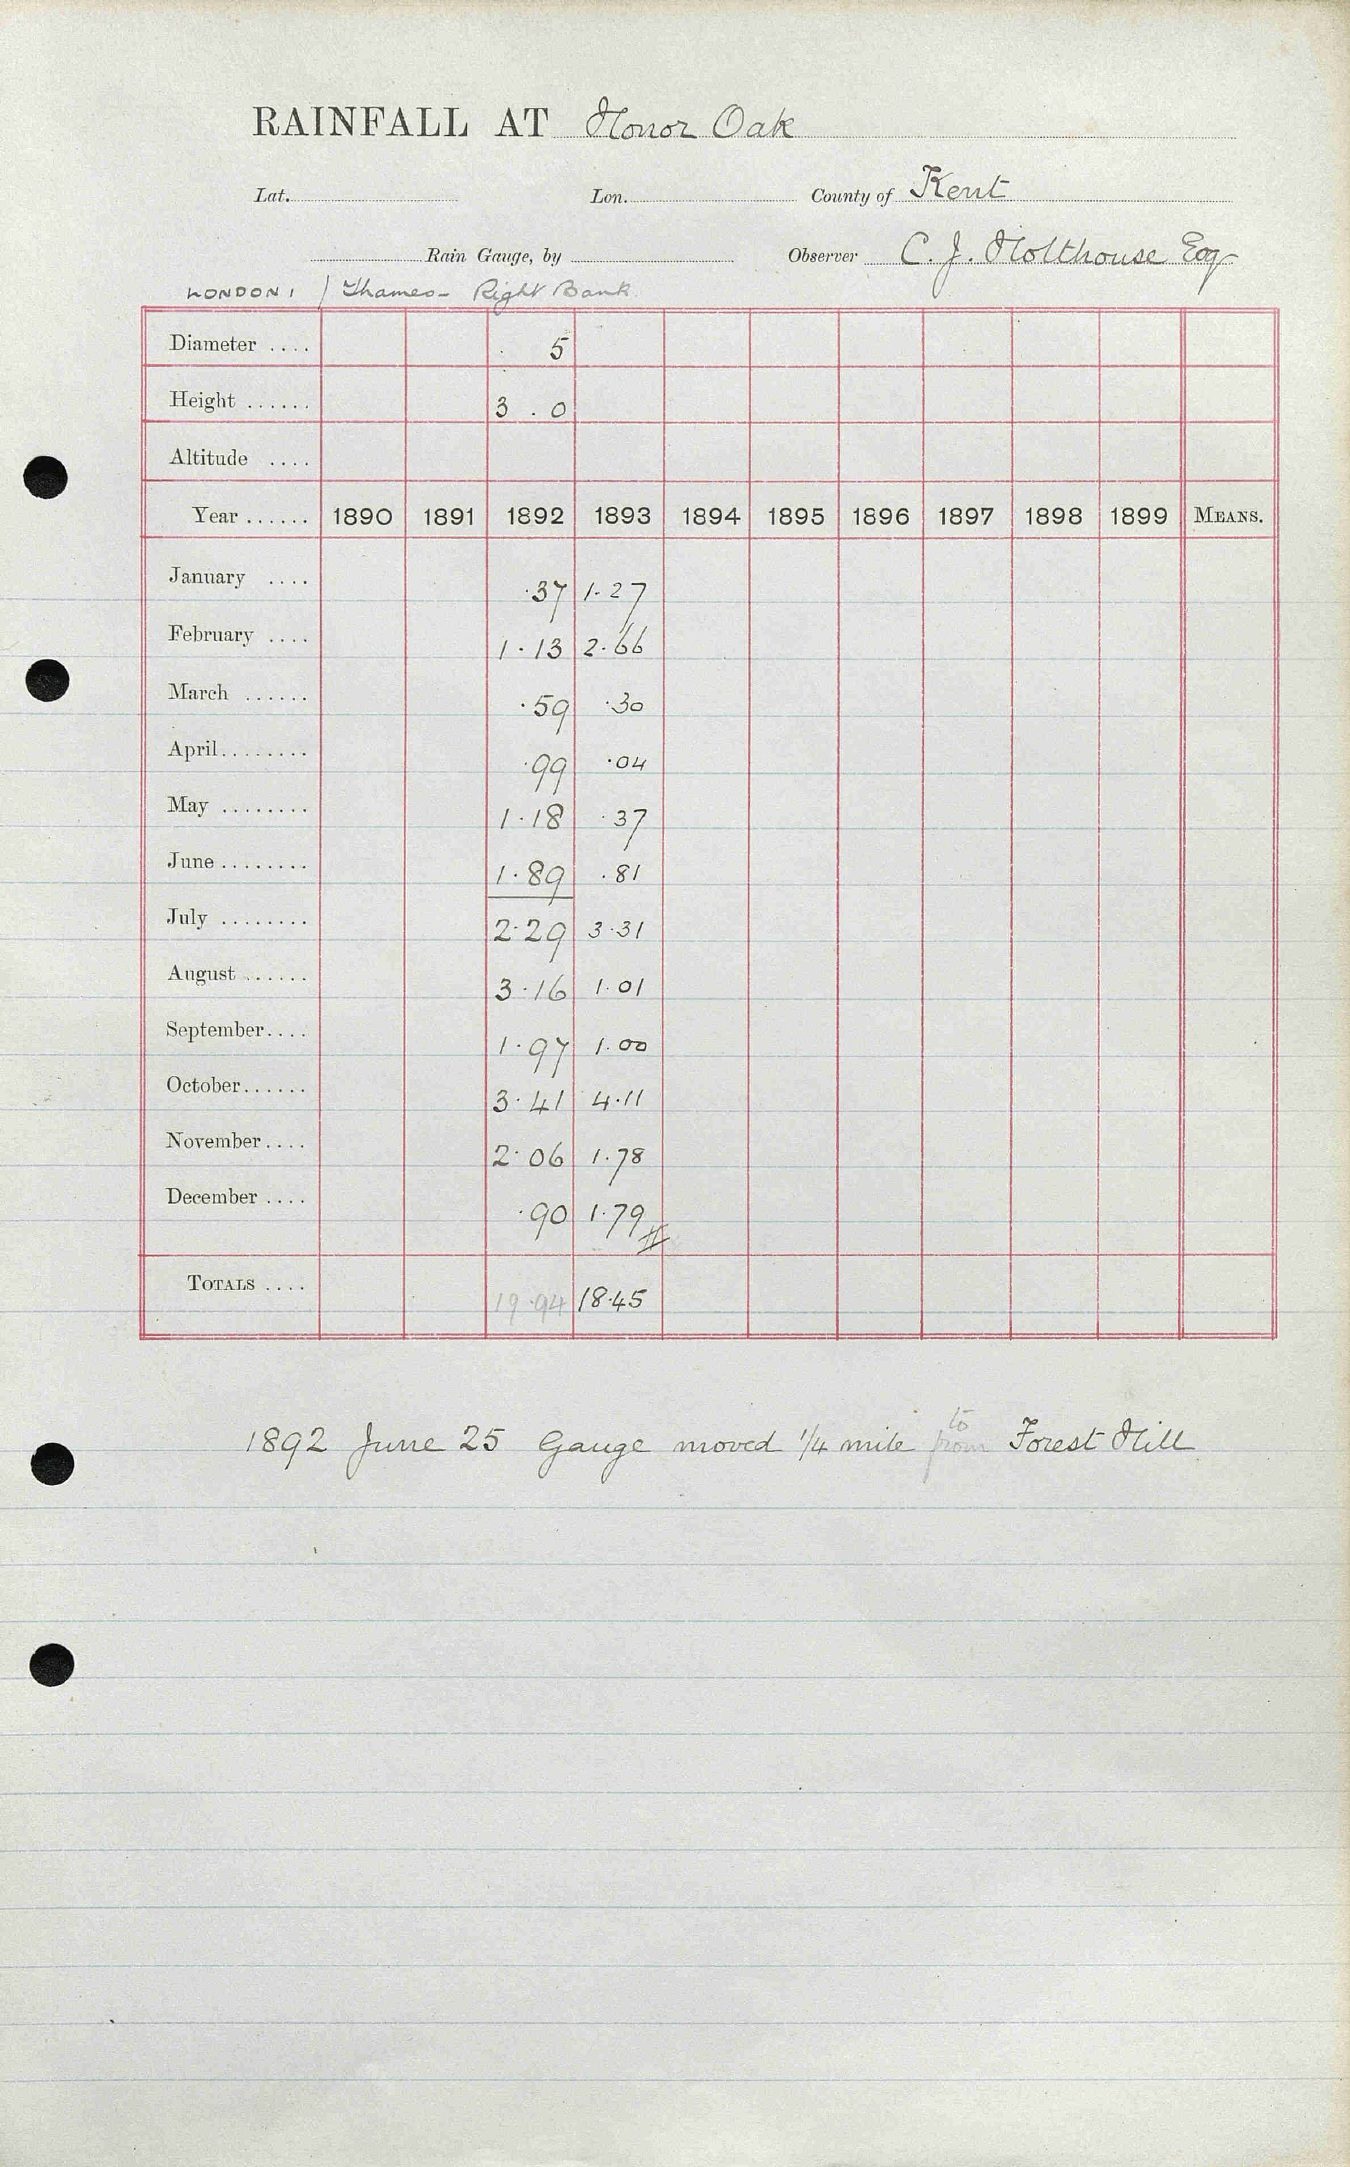 RAINFALL AT Honor Oak
Lat. Lon. County of Kent
Rain Gauge, by Observer C. J. Holthouse Esq
LONDON 1 / Thames - Right Bank
Diameter .... 5
Height ...... 3 . 0
Altitude ....
Year ...... 1890 1891 1892 1893 1894 1895 1896 1897 1898 1899 MEANS.
January .... .37 1.27
February .... 1.13 2.66
March ...... .59 .30
April........ .99 .04
May ........ 1.18 .37
June ........ 1.89 .81
July ........ 2.29 3.31
August ...... 3.16 1.01
September.... 1.97 1.00
October...... 3.41 4.11
November.... 2.06 1.78
December .... .90 1.79
TOTALS .... 19.94 18.45
to
1892 June 25 Gauge moved 1/4 mile from Forest Hill